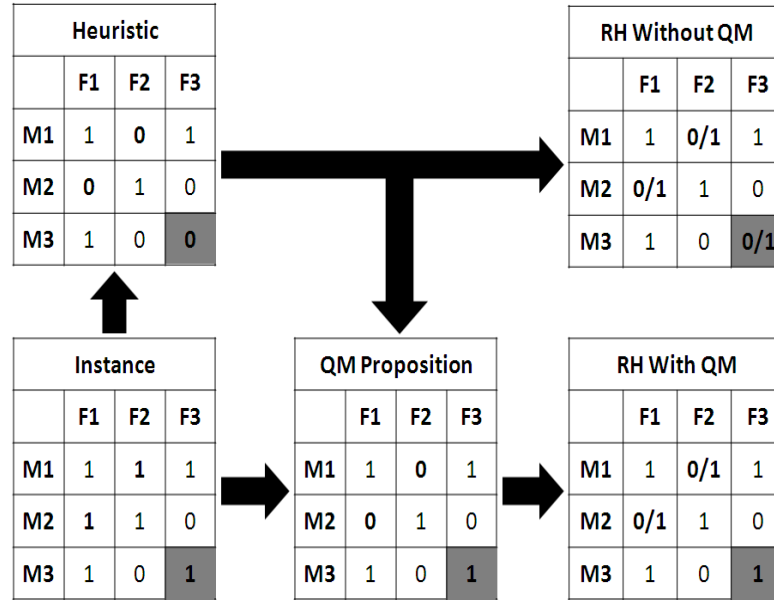 Heuristic
F1 F2 F3
M1 1 0 1
M2 0 1 0
M3 1 0 0
RH Without QM
F1 F2 F3
M1 1 0/1 1
M2 0/1 1 0
M3 1 0 0/1
Instance
F1 F2 F3
M1 1 1 1
M2 1 1 0
M3 1 0 1
QM Proposition
F1 F2 F3
M1 1 0 1
M2 0 1 0
M3 1 0 1
RH With QM
F1 F2 F3
M1 1 0/1 1
M2 0/1 1 0
M3 1 0 1